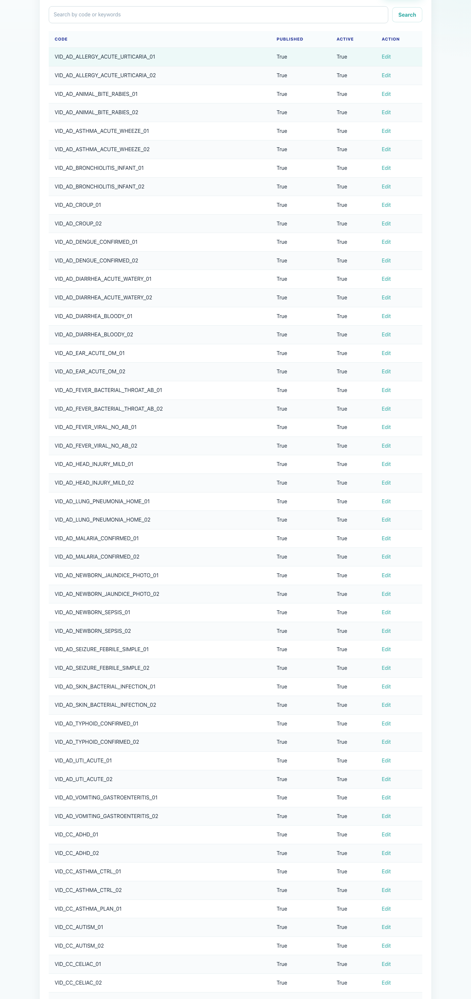 Search by code or keywords Search
CODE PUBLISHED ACTIVE ACTION
VID_AD_ALLERGY_ACUTE_URTICARIA_01 True True Edit
VID_AD_ALLERGY_ACUTE_URTICARIA_02 True True Edit
VID_AD_ANIMAL_BITE_RABIES_01 True True Edit
VID_AD_ANIMAL_BITE_RABIES_02 True True Edit
VID_AD_ASTHMA_ACUTE_WHEEZE_01 True True Edit
VID_AD_ASTHMA_ACUTE_WHEEZE_02 True True Edit
VID_AD_BRONCHIOLITIS_INFANT_01 True True Edit
VID_AD_BRONCHIOLITIS_INFANT_02 True True Edit
VID_AD_CROUP_01 True True Edit
VID_AD_CROUP_02 True True Edit
VID_AD_DENGUE_CONFIRMED_01 True True Edit
VID_AD_DENGUE_CONFIRMED_02 True True Edit
VID_AD_DIARRHEA_ACUTE_WATERY_01 True True Edit
VID_AD_DIARRHEA_ACUTE_WATERY_02 True True Edit
VID_AD_DIARRHEA_BLOODY_01 True True Edit
VID_AD_DIARRHEA_BLOODY_02 True True Edit
VID_AD_EAR_ACUTE_OM_01 True True Edit
VID_AD_EAR_ACUTE_OM_02 True True Edit
VID_AD_FEVER_BACTERIAL_THROAT_AB_01 True True Edit
VID_AD_FEVER_BACTERIAL_THROAT_AB_02 True True Edit
VID_AD_FEVER_VIRAL_NO_AB_01 True True Edit
VID_AD_FEVER_VIRAL_NO_AB_02 True True Edit
VID_AD_HEAD_INJURY_MILD_01 True True Edit
VID_AD_HEAD_INJURY_MILD_02 True True Edit
VID_AD_LUNG_PNEUMONIA_HOME_01 True True Edit
VID_AD_LUNG_PNEUMONIA_HOME_02 True True Edit
VID_AD_MALARIA_CONFIRMED_01 True True Edit
VID_AD_MALARIA_CONFIRMED_02 True True Edit
VID_AD_NEWBORN_JAUNDICE_PHOTO_01 True True Edit
VID_AD_NEWBORN_JAUNDICE_PHOTO_02 True True Edit
VID_AD_NEWBORN_SEPSIS_01 True True Edit
VID_AD_NEWBORN_SEPSIS_02 True True Edit
VID_AD_SEIZURE_FEBRILE_SIMPLE_01 True True Edit
VID_AD_SEIZURE_FEBRILE_SIMPLE_02 True True Edit
VID_AD_SKIN_BACTERIAL_INFECTION_01 True True Edit
VID_AD_SKIN_BACTERIAL_INFECTION_02 True True Edit
VID_AD_TYPHOID_CONFIRMED_01 True True Edit
VID_AD_TYPHOID_CONFIRMED_02 True True Edit
VID_AD_UTI_ACUTE_01 True True Edit
VID_AD_UTI_ACUTE_02 True True Edit
VID_AD_VOMITING_GASTROENTERITIS_01 True True Edit
VID_AD_VOMITING_GASTROENTERITIS_02 True True Edit
VID_CC_ADHD_01 True True Edit
VID_CC_ADHD_02 True True Edit
VID_CC_ASTHMA_CTRL_01 True True Edit
VID_CC_ASTHMA_CTRL_02 True True Edit
VID_CC_ASTHMA_PLAN_01 True True Edit
VID_CC_AUTISM_01 True True Edit
VID_CC_AUTISM_02 True True Edit
VID_CC_CELIAC_01 True True Edit
VID_CC_CELIAC_02 True True Edit